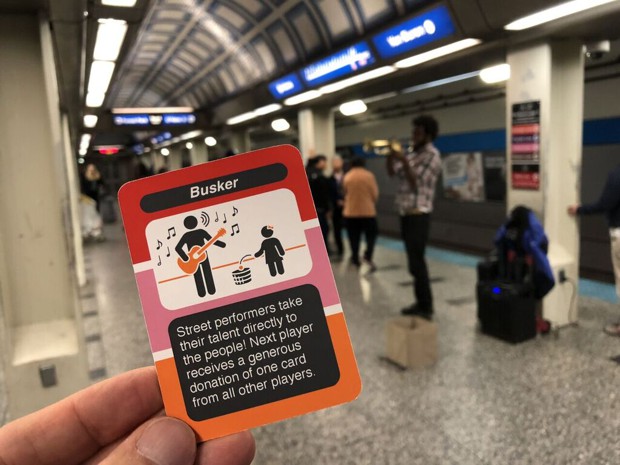 Busker
Street performers take
their talent directly to
the people! Next player
receives a generous
donation of one card
from all other players.